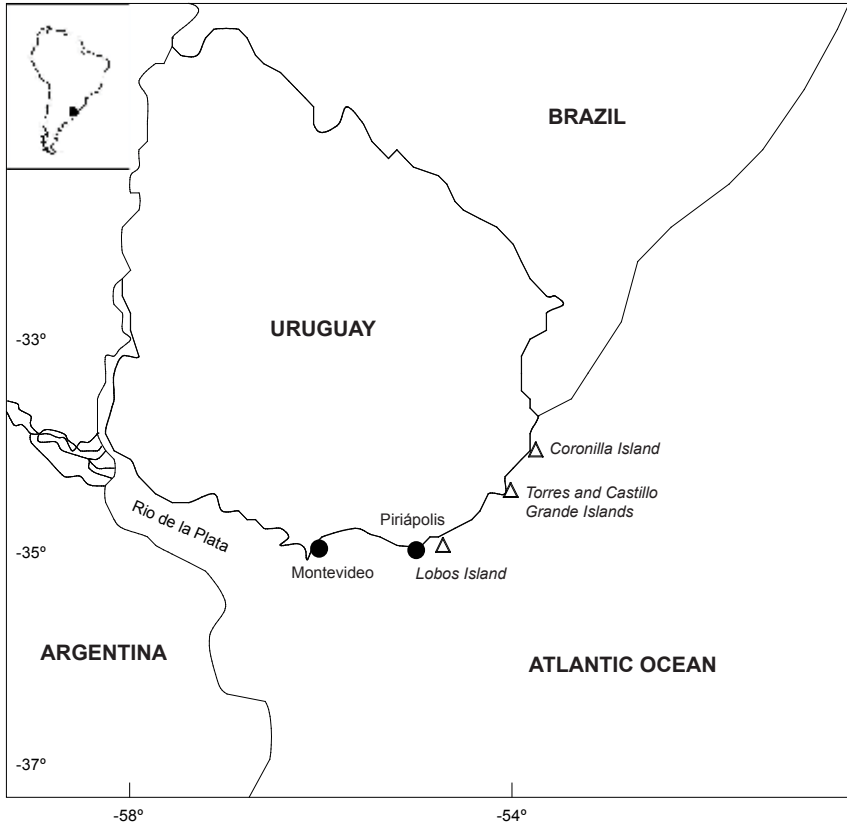 BRAZIL
URUGUAY
-33º
Coronilla Island
Torres and Castillo
Grande Islands
Piriápolis
Rio de la Plata
-35º
Montevideo
Lobos Island
ARGENTINA
ATLANTIC OCEAN
-37º
-58º
-54º